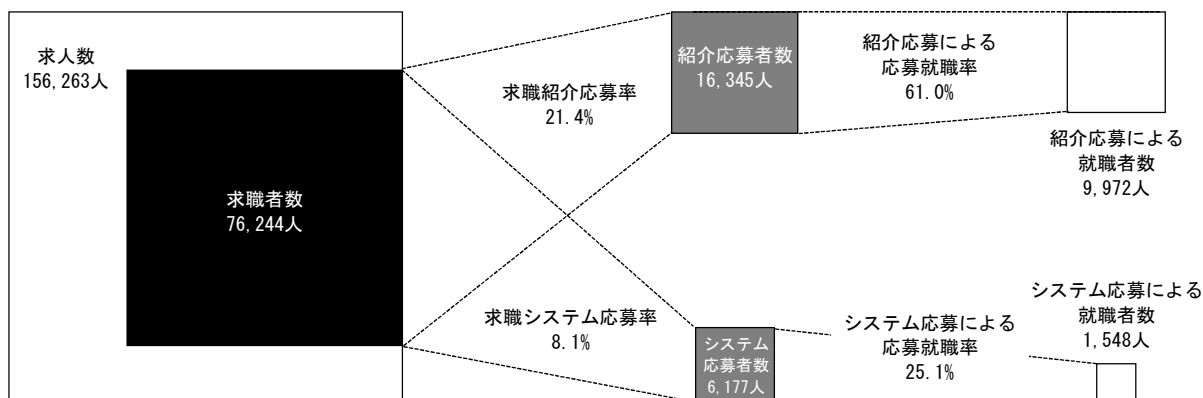 求人数
156,263人
求職者数
76,244人
求職紹介応募率
21.4%
紹介応募者数
16,345人
紹介応募による
応募就職率
61.0%
紹介応募による
就職者数
9,972人
求職システム応募率
8.1%
システム
応募者数
6,177人
システム応募による
応募就職率
25.1%
システム応募による
就職者数
1,548人